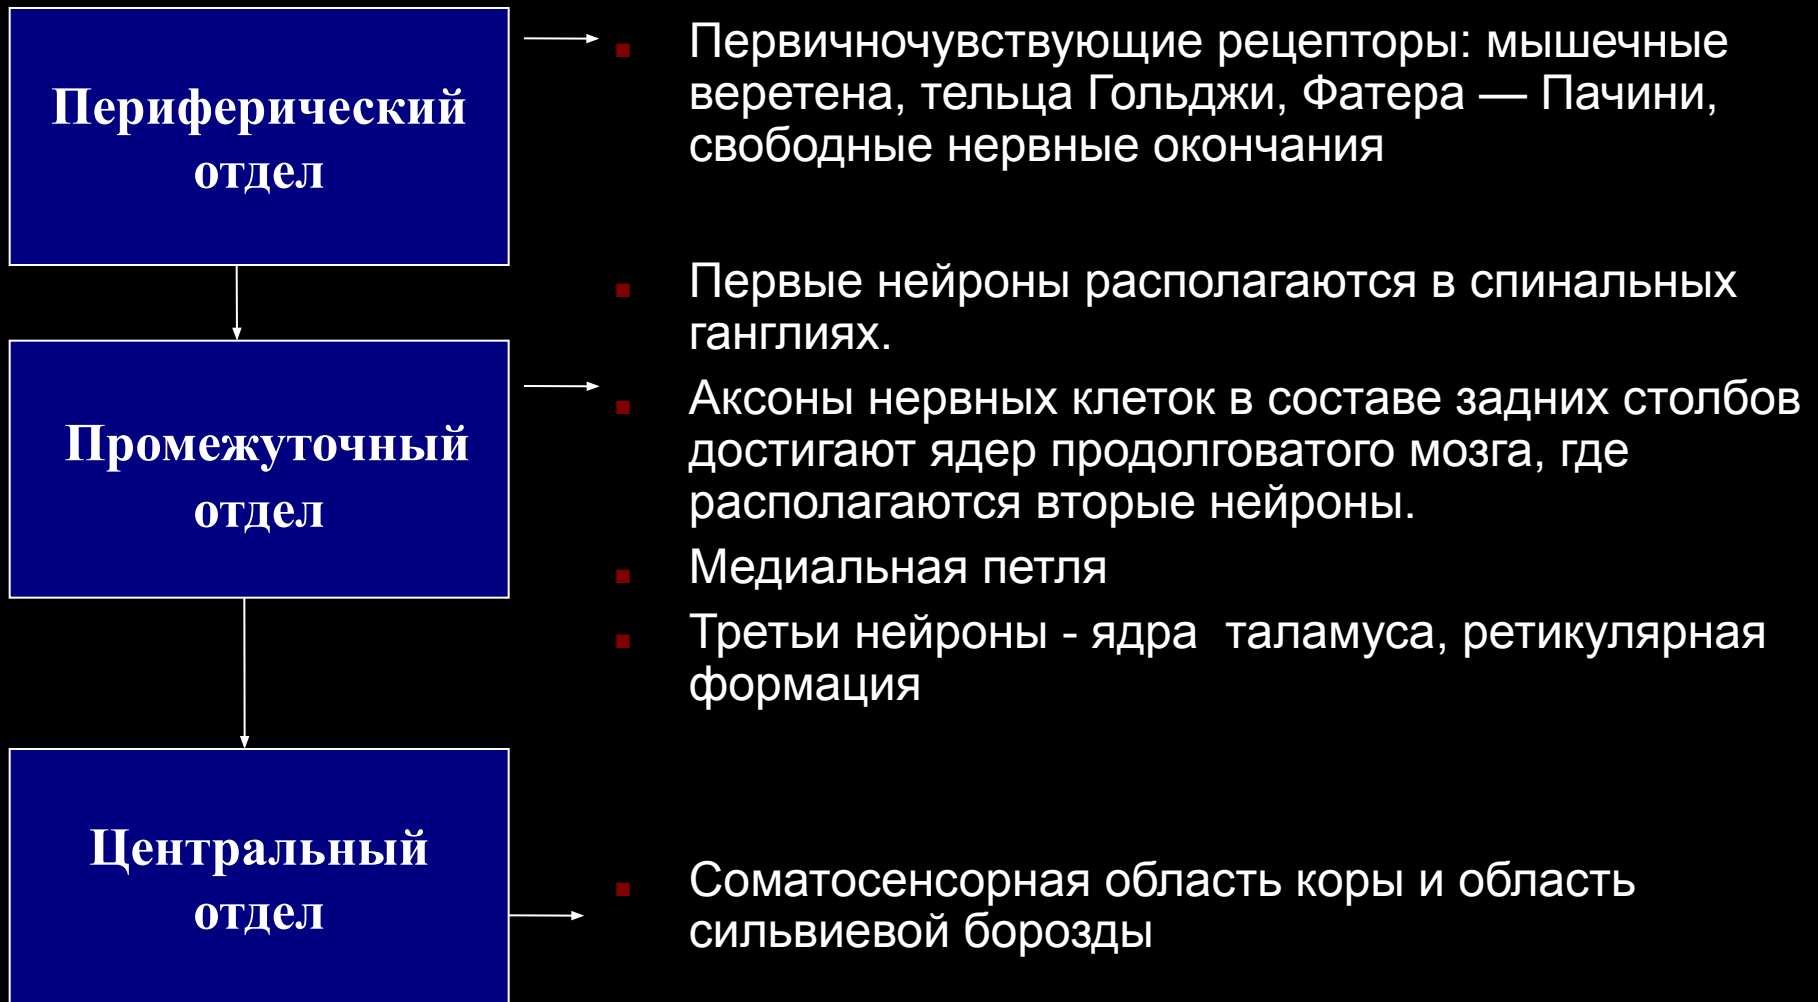 Периферический
отдел
Первичночувствующие рецепторы: мышечные
веретена, тельца Гольджи, Фатера — Пачини,
свободные нервные окончания
Промежуточный
отдел
Первые нейроны располагаются в спинальных
ганглиях.
Аксоны нервных клеток в составе задних столбов
достигают ядер продолговатого мозга, где
располагаются вторые нейроны.
Медиальная петля
Третьи нейроны - ядра  таламуса, ретикулярная
формация
Центральный
отдел
Соматосенсорная область коры и область
сильвиевой борозды